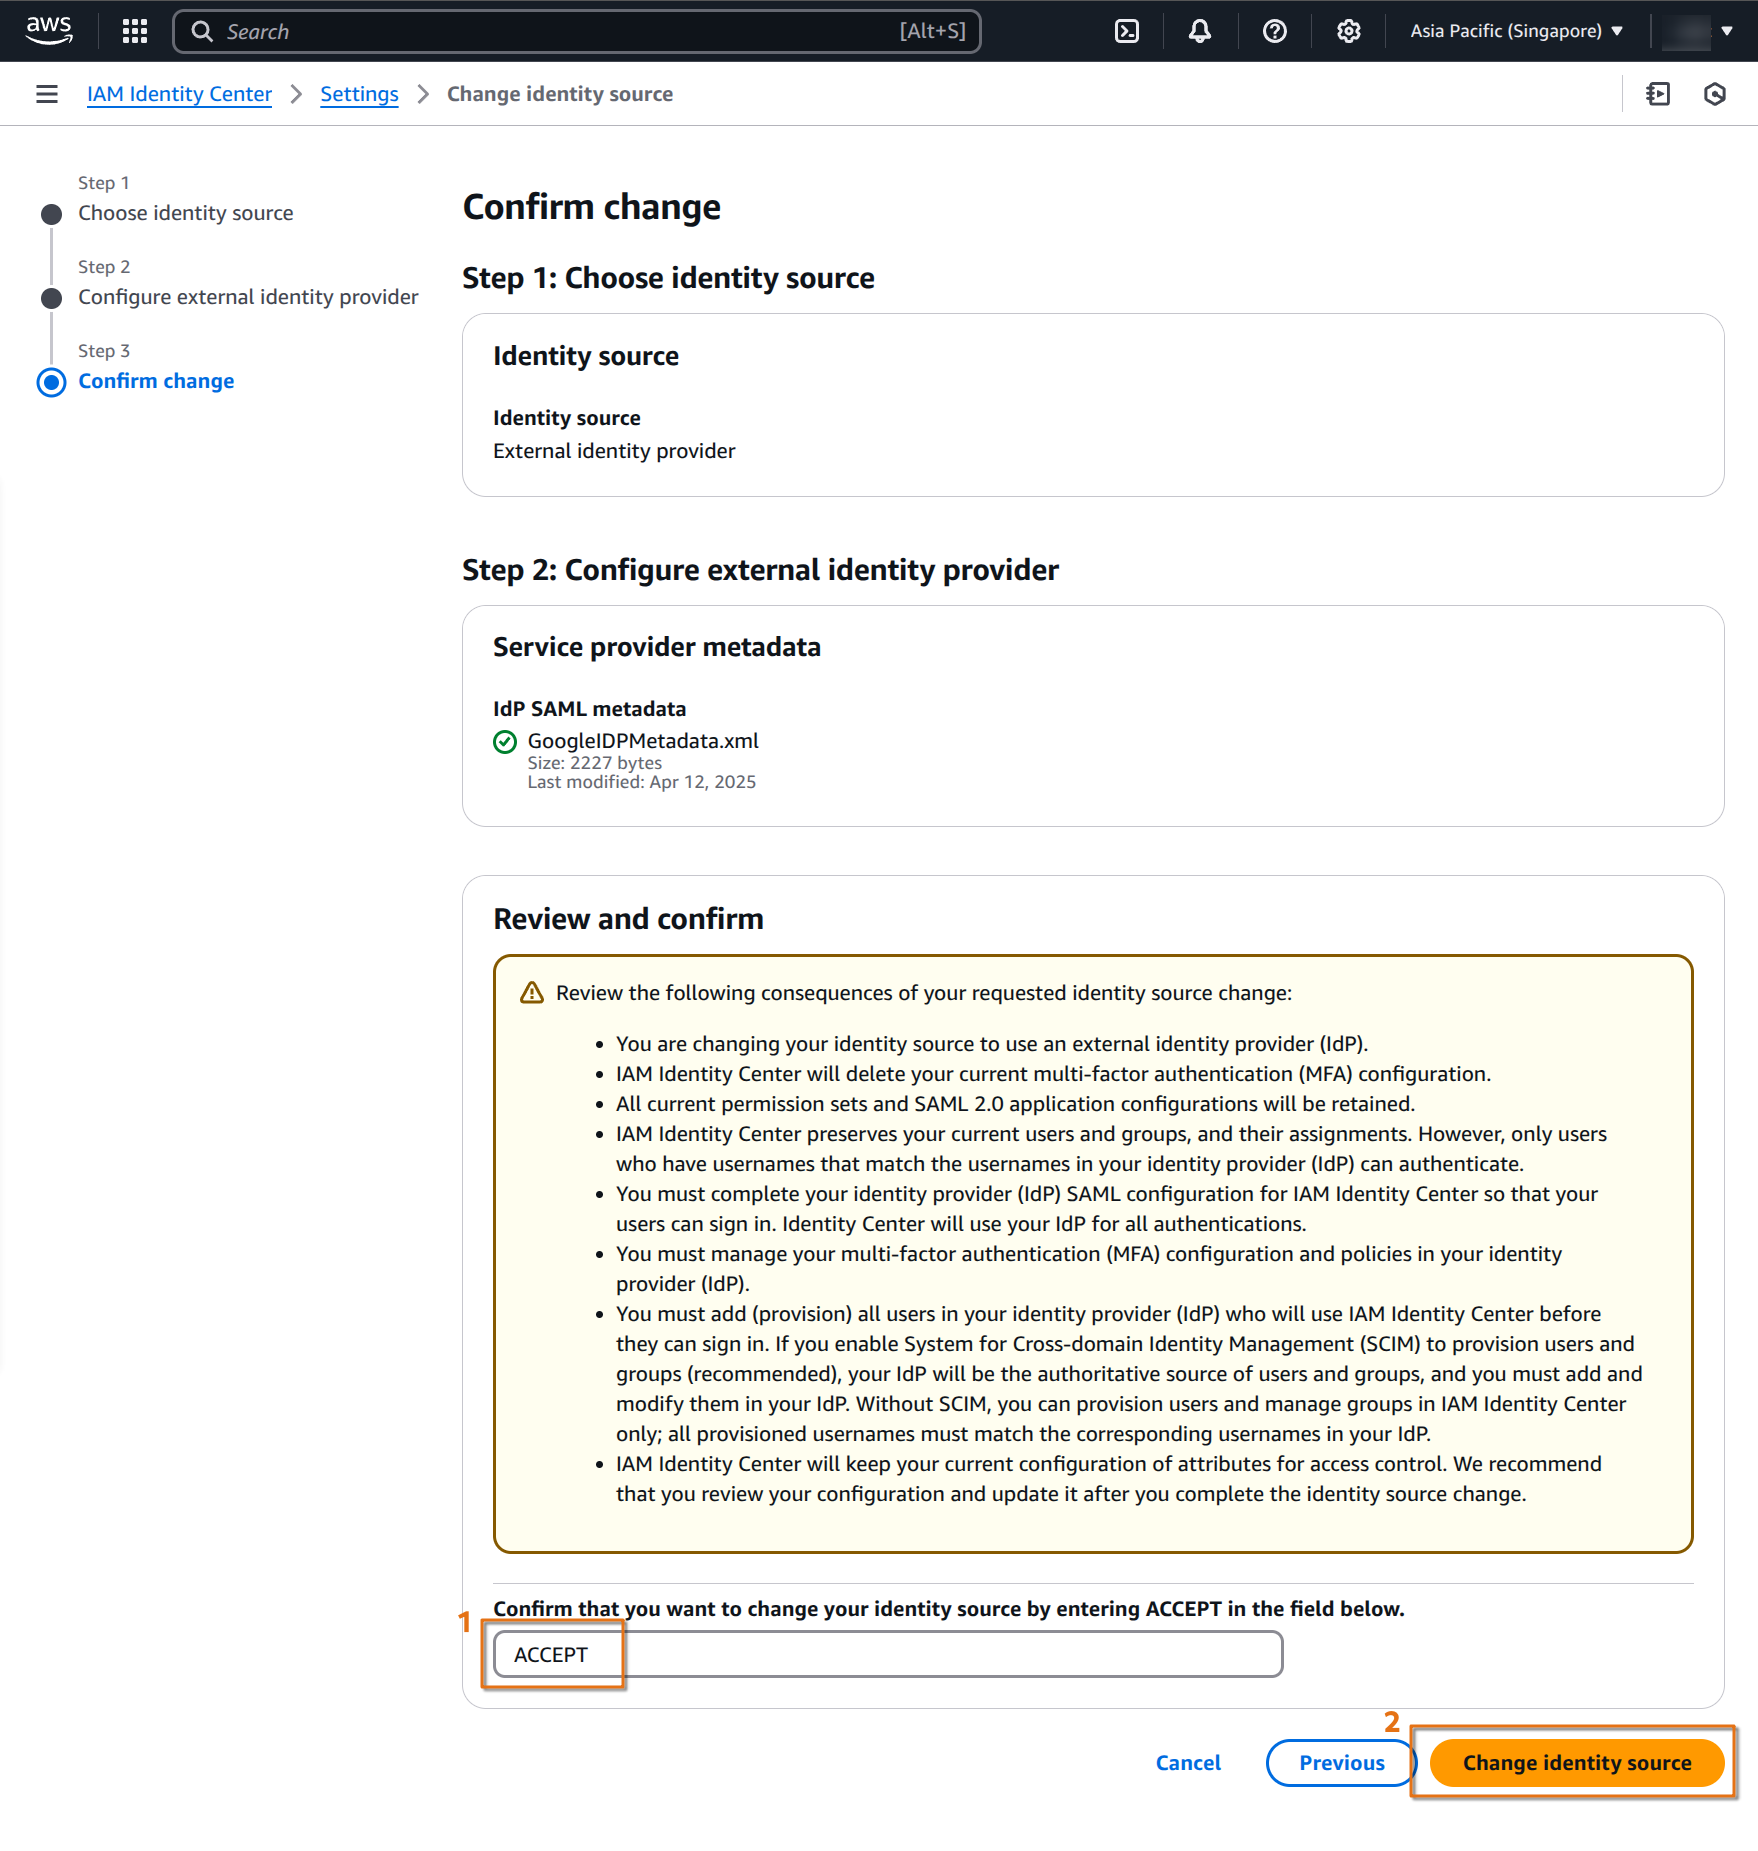 aws
Search [Alt+S]
Asia Pacific (Singapore)
IAM Identity Center
Settings
Change identity source
Step 1
Choose identity source
Step 2
Configure external identity provider
Step 3
Confirm change
Confirm change
Step 1: Choose identity source
Identity source
Identity source
External identity provider
Step 2: Configure external identity provider
Service provider metadata
IdP SAML metadata
GoogleIDPMetadata.xml
Size: 2227 bytes
Last modified: Apr 12, 2025
Review and confirm
Review the following consequences of your requested identity source change:
• You are changing your identity source to use an external identity provider (IdP).
• IAM Identity Center will delete your current multi-factor authentication (MFA) configuration.
• All current permission sets and SAML 2.0 application configurations will be retained.
• IAM Identity Center preserves your current users and groups, and their assignments. However, only users
who have usernames that match the usernames in your identity provider (IdP) can authenticate.
• You must complete your identity provider (IdP) SAML configuration for IAM Identity Center so that your
users can sign in. Identity Center will use your IdP for all authentications.
• You must manage your multi-factor authentication (MFA) configuration and policies in your identity
provider (IdP).
• You must add (provision) all users in your identity provider (IdP) who will use IAM Identity Center before
they can sign in. If you enable System for Cross-domain Identity Management (SCIM) to provision users and
groups (recommended), your IdP will be the authoritative source of users and groups, and you must add and
modify them in your IdP. Without SCIM, you can provision users and manage groups in IAM Identity Center
only; all provisioned usernames must match the corresponding usernames in your IdP.
• IAM Identity Center will keep your current configuration of attributes for access control. We recommend
that you review your configuration and update it after you complete the identity source change.
Confirm that you want to change your identity source by entering ACCEPT in the field below.
1
ACCEPT
2
Cancel
Previous
Change identity source